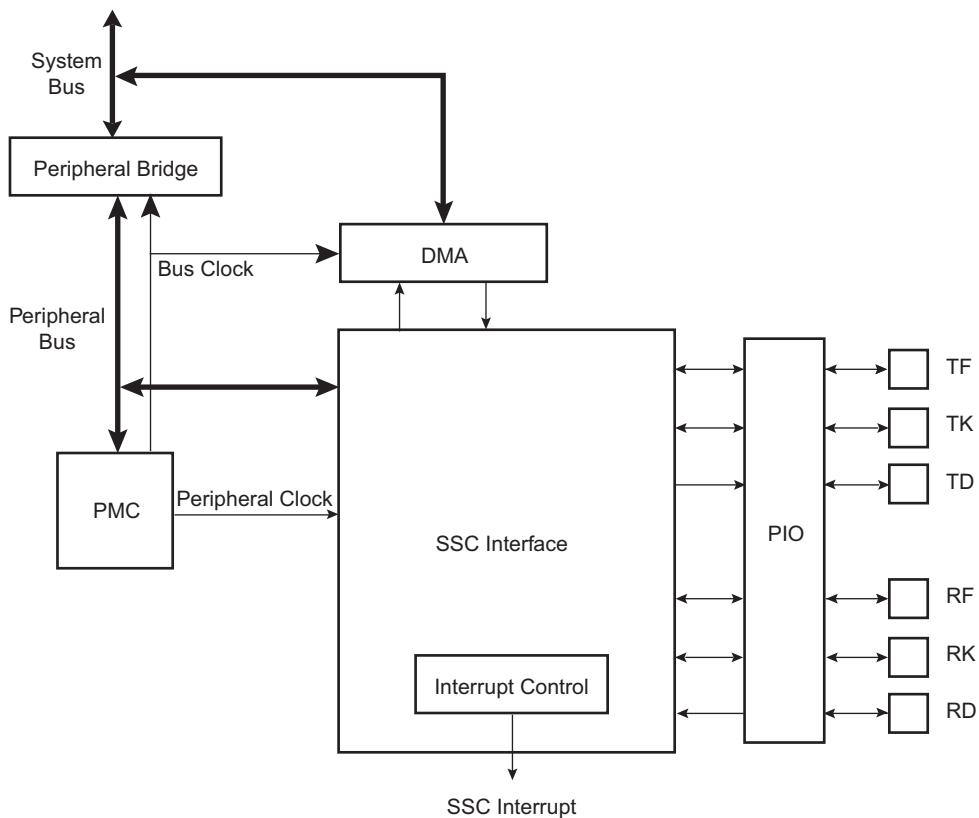 System
Bus
Peripheral Bridge
DMA
Bus Clock
Peripheral
Bus
TF
TK
TD
Peripheral Clock
PMC
PIO
SSC Interface
RF
RK
RD
Interrupt Control
SSC Interrupt